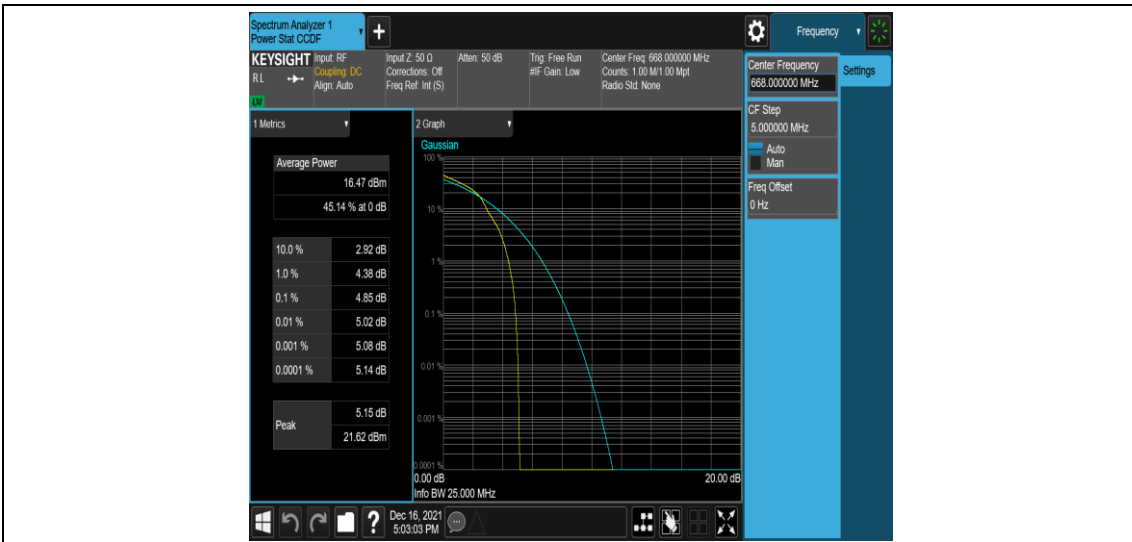 Spectrum Analyzer 1
Power Stat CCDF
+
Frequency
KEYSIGHT
RL
LXI
Input: RF
Coupling: DC
Align: Auto
Input Z: 50 Ω
Corrections: Off
Freq Ref: Int (S)
Atten: 50 dB
Trig: Free Run
#IF Gain: Low
Center Freq: 668.000000 MHz
Counts: 1.00 M/1.00 Mpt
Radio Std: None
Center Frequency
668.000000 MHz
Settings
CF Step
5.000000 MHz
Auto
Man
Freq Offset
0 Hz
1 Metrics
Average Power
16.47 dBm
45.14 % at 0 dB
10.0 % 2.92 dB
1.0 % 4.38 dB
0.1 % 4.85 dB
0.01 % 5.02 dB
0.001 % 5.08 dB
0.0001 % 5.14 dB
Peak
5.15 dB
21.62 dBm
2 Graph
Gaussian
100 %
10 %
1 %
0.1 %
0.01 %
0.001 %
0.0001 %
0.00 dB 20.00 dB
Info BW 25.000 MHz
?
Dec 16, 2021
5:03:03 PM